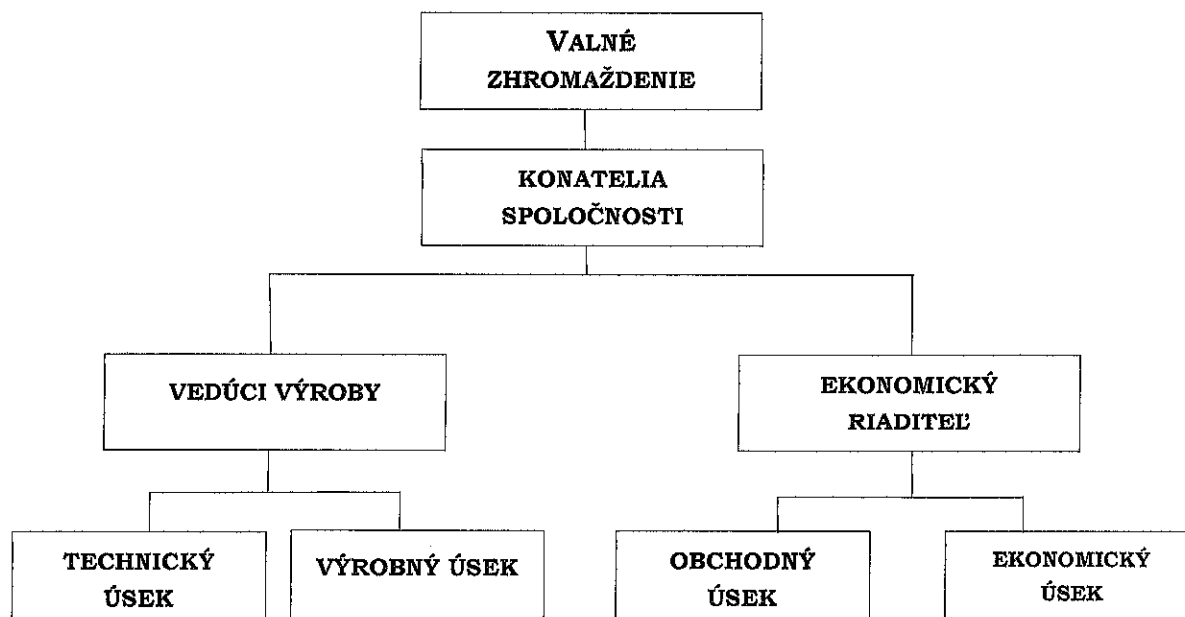 VALNÉ
ZHROMAŽDENIE
KONATELIA
SPOLOČNOSTI
VEDÚCI VÝROBY
EKONOMICKÝ
RIADITEĽ
TECHNICKÝ
ÚSEK
VÝROBNÝ ÚSEK
OBCHODNÝ
ÚSEK
EKONOMICKÝ
ÚSEK